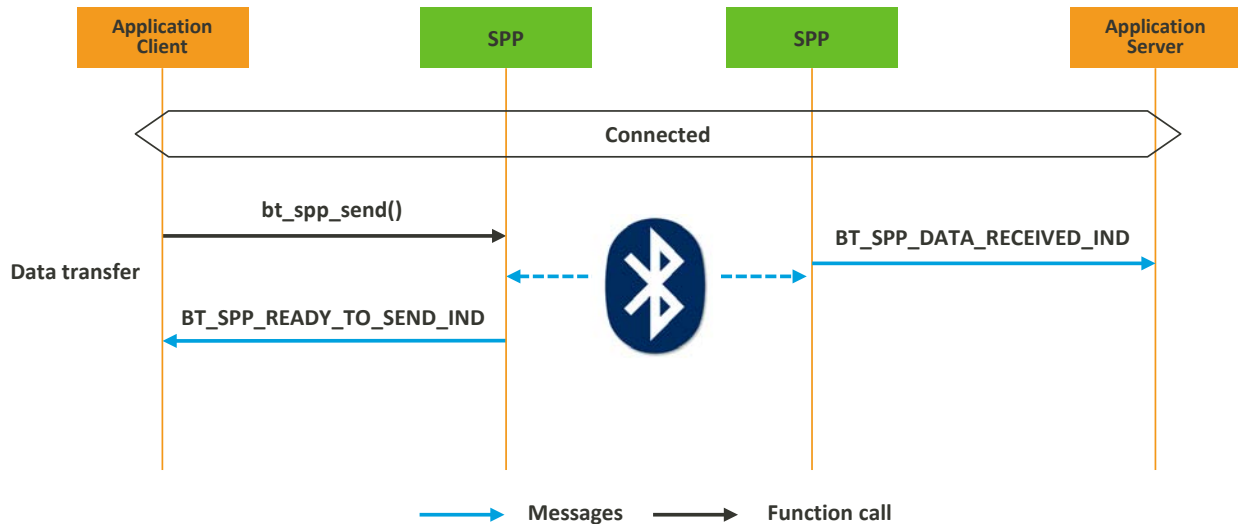 Application
Client
SPP
SPP
Application
Server
Connected
bt_spp_send()
BT_SPP_DATA_RECEIVED_IND
Data transfer
BT_SPP_READY_TO_SEND_IND
Messages
Function call